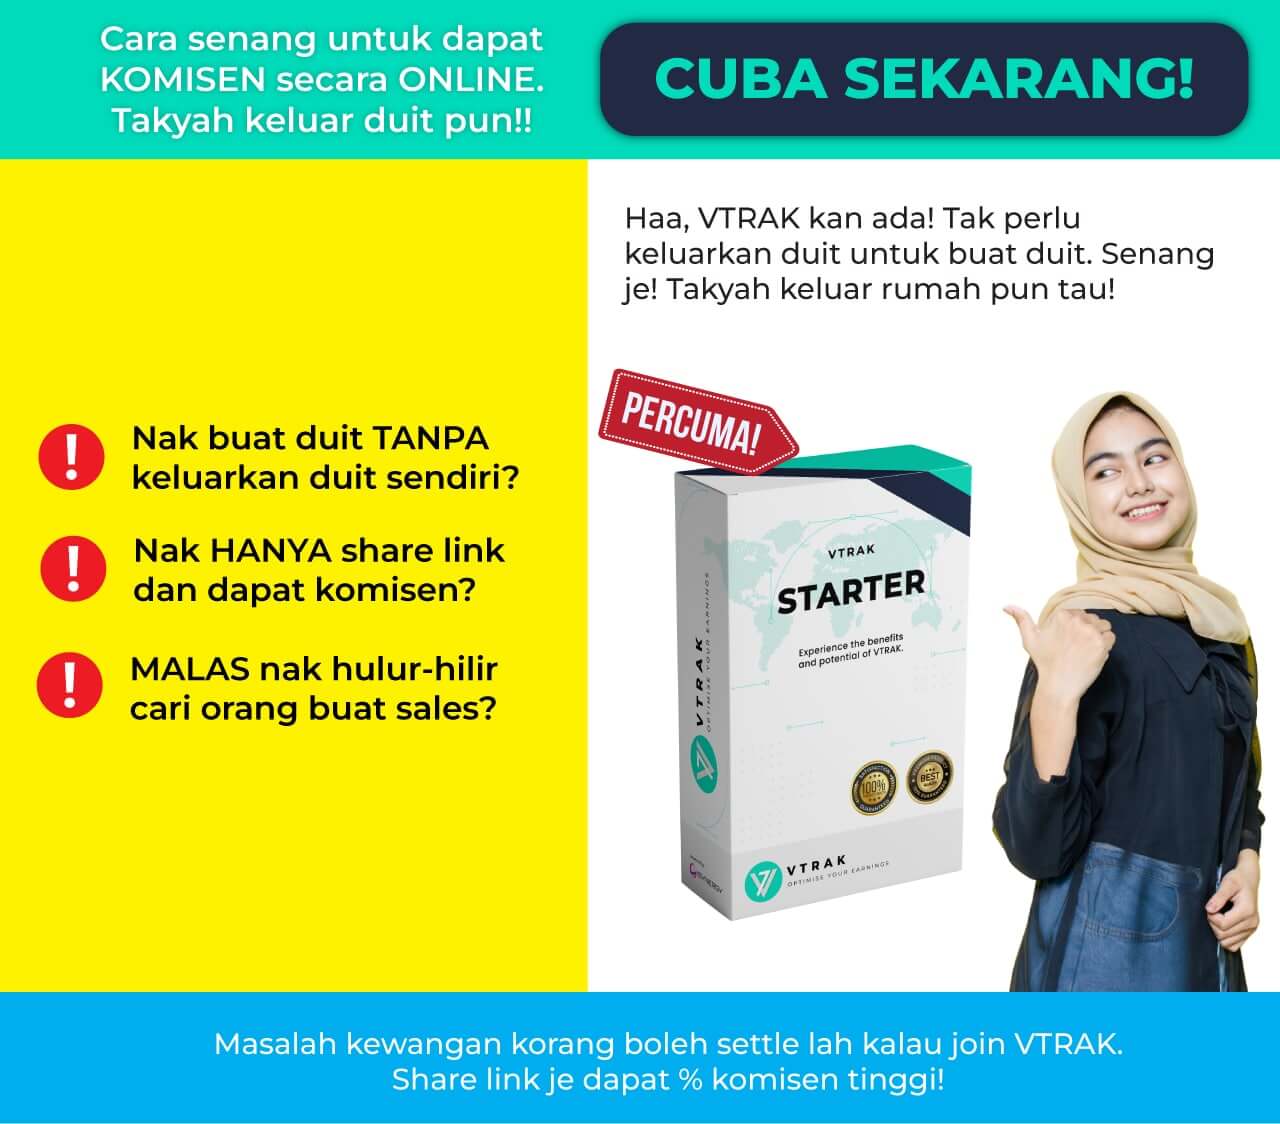 Cara senang untuk dapat
KOMISEN secara ONLINE.
Takyah keluar duit pun!!
CUBA SEKARANG!
Nak buat duit TANPA
keluarkan duit sendiri?
Nak HANYA share link
dan dapat komisen?
MALAS nak hulur-hilir
cari orang buat sales?
Haa, VTRAK kan ada! Tak perlu
keluarkan duit untuk buat duit. Senang
je! Takyah keluar rumah pun tau!
PERCUMA!
VTRAK
STARTER
Experience the benefits
and potential of VTRAK.
VTRAK
OPTIMISE YOUR EARNINGS
100%
BEST
VTRAK
OPTIMISE YOUR EARNINGS
Masalah kewangan korang boleh settle lah kalau join VTRAK.
Share link je dapat % komisen tinggi!